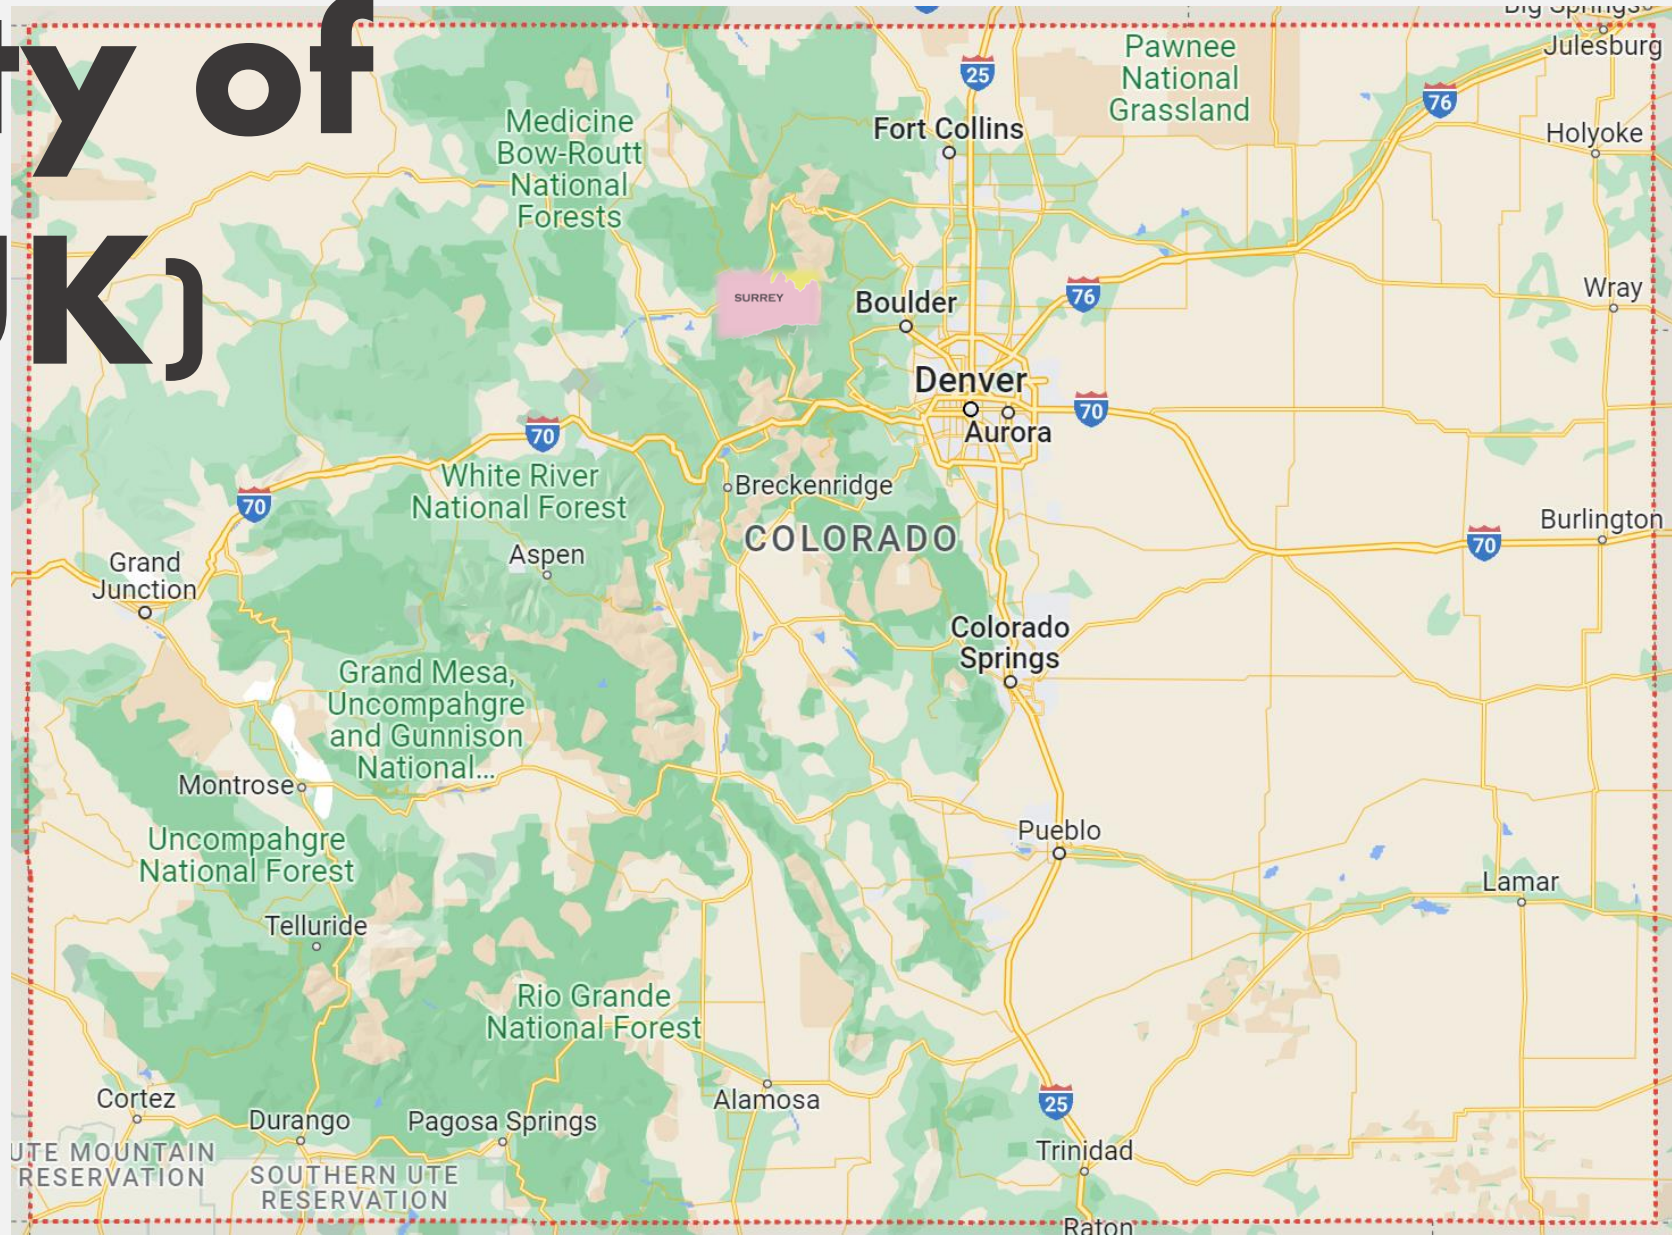 ty of
UK)
Big Springs
Julesburg
Pawnee
National
Grassland
25
76
Medicine
Bow-Routt
National
Forests
Fort Collins
Holyoke
SURREY
Boulder
76
Wray
Denver
70
Aurora
70
White River
National Forest
Breckenridge
70
COLORADO
Burlington
70
Aspen
Grand
Junction
Colorado
Springs
Grand Mesa,
Uncompahgre
and Gunnison
National...
Montrose
Pueblo
Uncompahgre
National Forest
Lamar
Telluride
Rio Grande
National Forest
Cortez
Alamosa
25
Durango
Pagosa Springs
UTE MOUNTAIN
RESERVATION
Trinidad
SOUTHERN UTE
RESERVATION
Raton